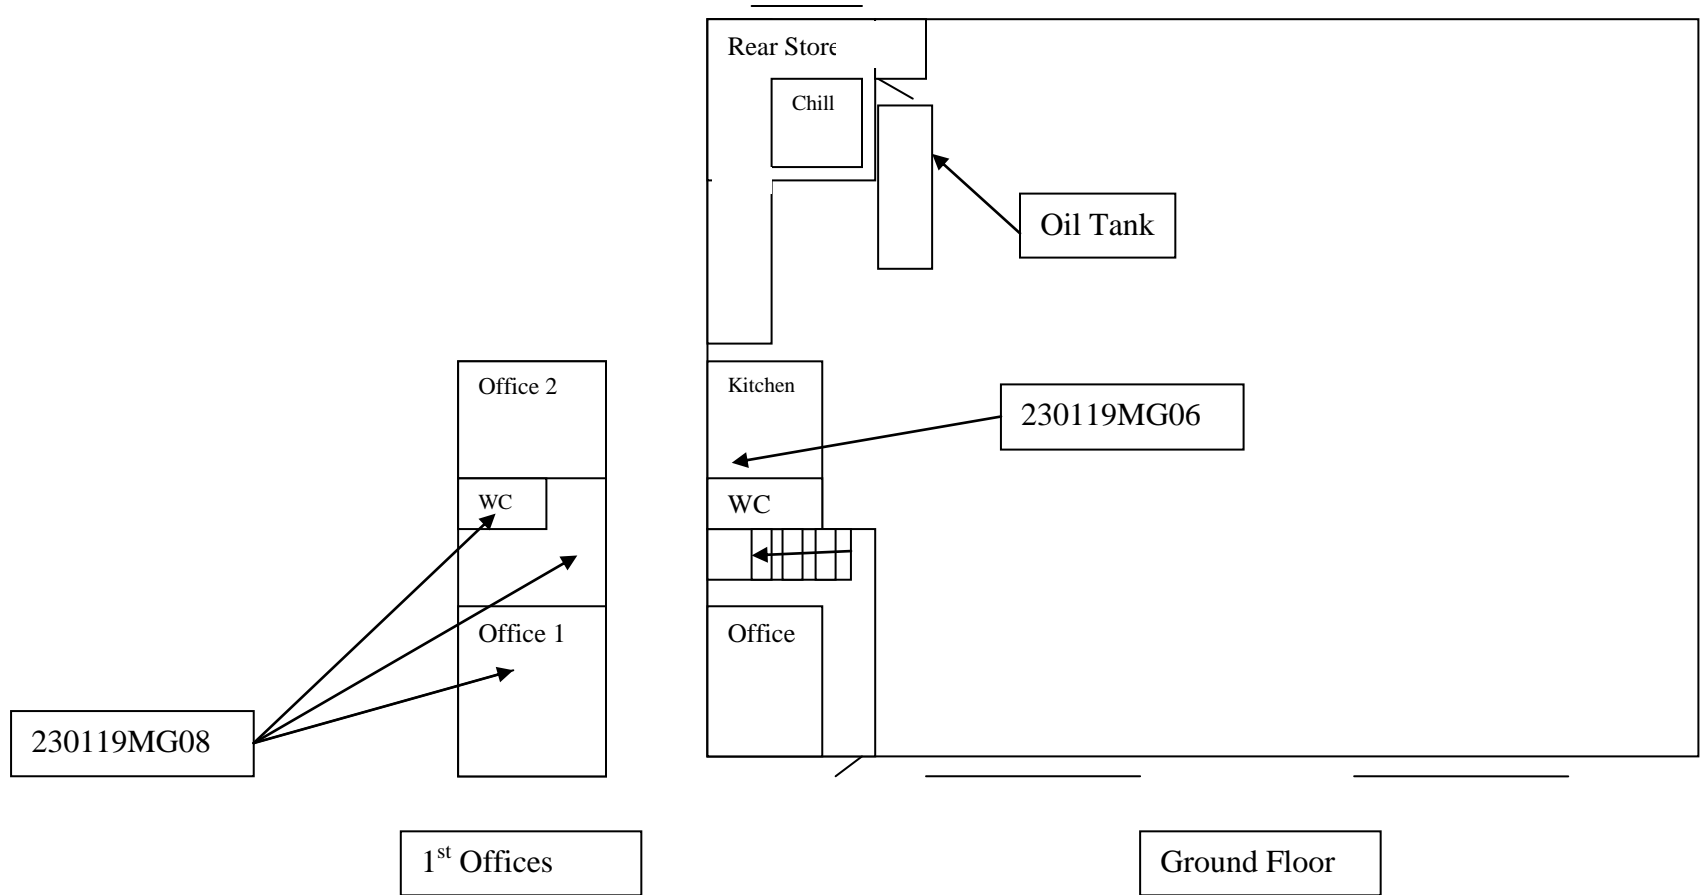 Rear Store
Chill
Oil Tank
Office 2
Kitchen
230119MG06
WC
WC
Office 1
Office
230119MG08
1st Offices
Ground Floor